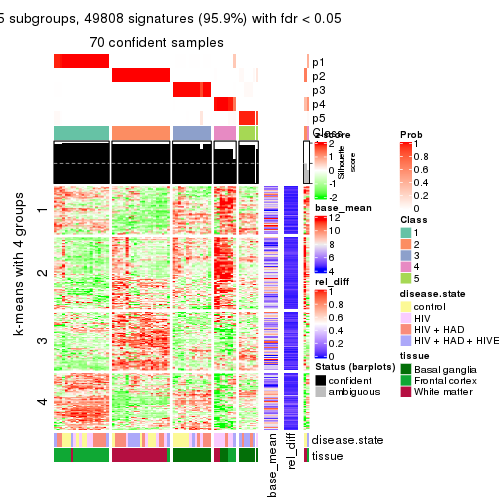 5 subgroups, 49808 signatures (95.9%) with fdr < 0.05
70 confident samples
p1
p2
p3
p4
p5
Class
k-means with 4 groups
1
2
3
4
base_mean
rel_diff
disease.state
tissue
z-score
2
1
0
-1
-2
Silhouette
score
base_mean
12
10
8
6
4
rel_diff
1
0.8
0.6
0.4
0.2
0
Status (barplots)
confident
ambiguous
Prob
1
0.8
0.6
0.4
0.2
0
Class
1
2
3
4
5
disease.state
control
HIV
HIV + HAD
HIV + HAD + HIVE
tissue
Basal ganglia
Frontal cortex
White matter